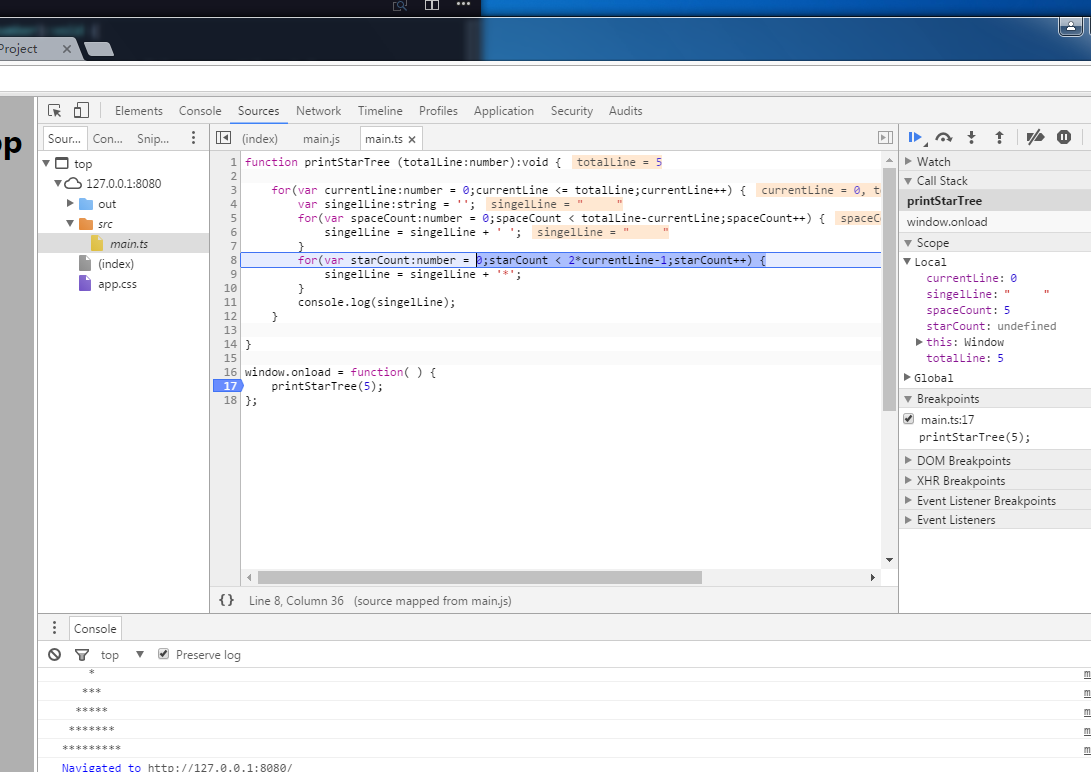 Project
pp
Elements Console Sources Network Timeline Profiles Application Security Audits
Sour... Con... Snip...
(index) main.js main.ts
top
127.0.0.1:8080
out
src
main.ts
(index)
app.css
1 function printStarTree (totalLine:number):void { totalLine = 5
2
3 for(var currentLine:number = 0;currentLine <= totalLine;currentLine++) { currentLine = 0, t
4 var singelLine:string = ''; singelLine = "     "
5 for(var spaceCount:number = 0;spaceCount < totalLine-currentLine;spaceCount++) { spaceC
6 singelLine = singelLine + ' '; singelLine = "     "
7 }
8 for(var starCount:number = 0;starCount < 2*currentLine-1;starCount++) {
9 singelLine = singelLine + '*';
10 }
11 console.log(singelLine);
12 }
13
14 }
15
16 window.onload = function( ) {
17 printStarTree(5);
18 };
{} Line 8, Column 36 (source mapped from main.js)
Watch
Call Stack
printStarTree
window.onload
Scope
Local
currentLine: 0
singelLine: "     "
spaceCount: 5
starCount: undefined
this: Window
totalLine: 5
Global
Breakpoints
main.ts:17
printStarTree(5);
DOM Breakpoints
XHR Breakpoints
Event Listener Breakpoints
Event Listeners
Console
top Preserve log
* m
*** m
***** m
******* m
********* m
Navigated to http://127.0.0.1:8080/